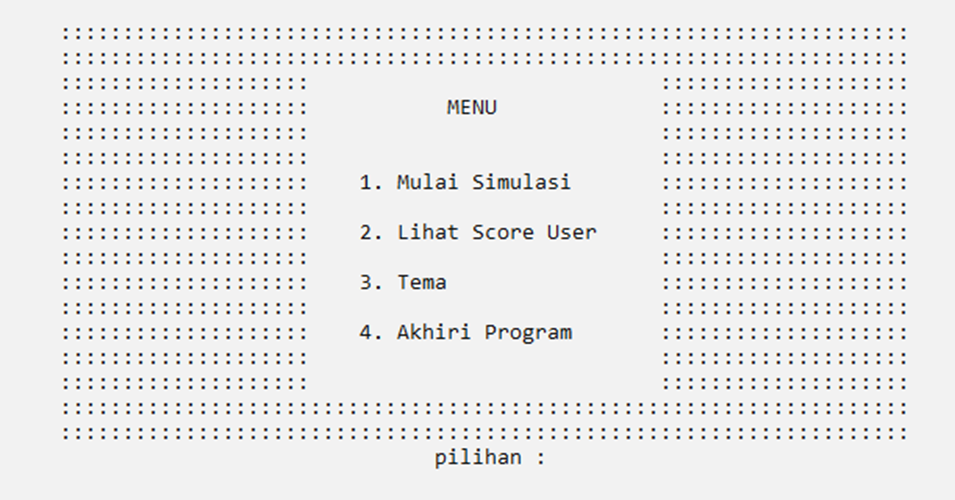 MENU
1. Mulai Simulasi
2. Lihat Score User
3. Tema
4. Akhiri Program
pilihan :